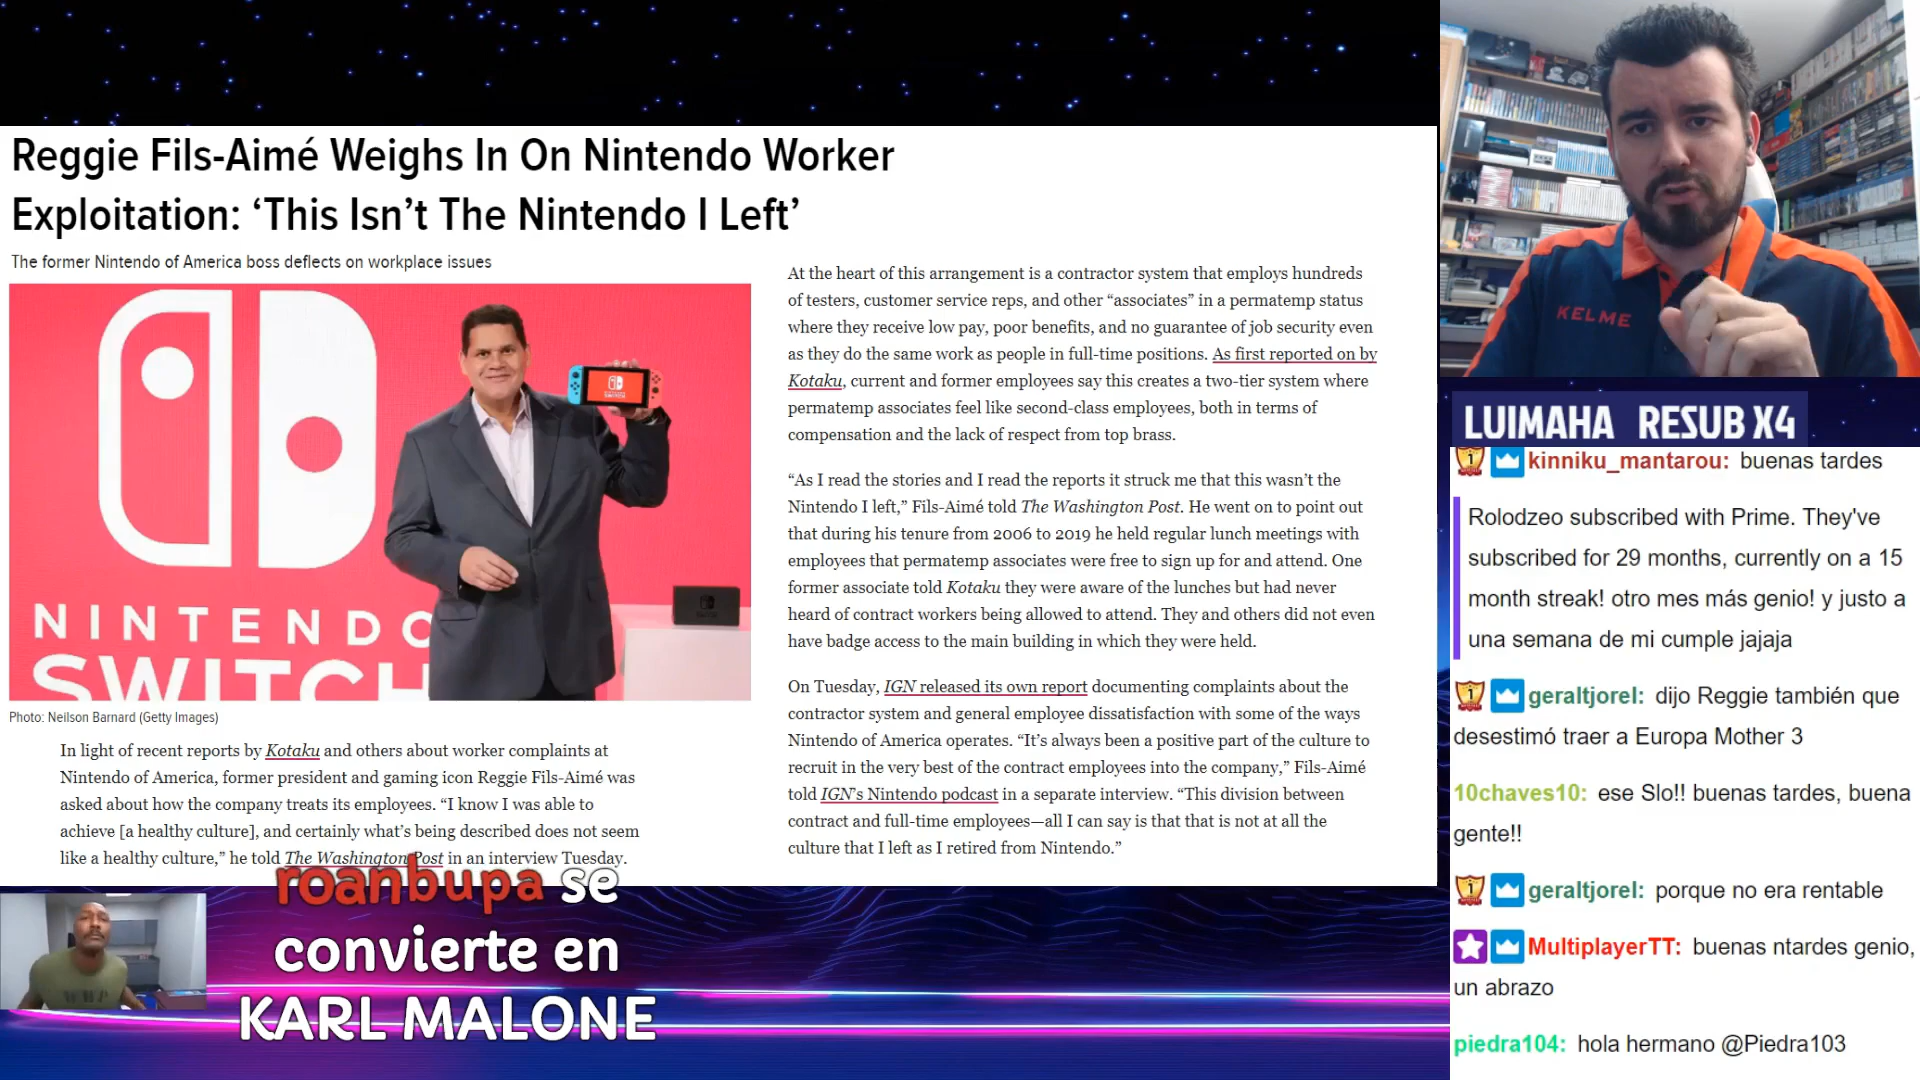 Reggie Fils-Aimé Weighs In On Nintendo Worker
Exploitation: ‘This Isn’t The Nintendo I Left’
The former Nintendo of America boss deflects on workplace issues
NINTENDO
SWITCH
NINTENDO
SWITCH
Photo: Neilson Barnard (Getty Images)
In light of recent reports by Kotaku and others about worker complaints at
Nintendo of America, former president and gaming icon Reggie Fils-Aimé was
asked about how the company treats its employees. “I know I was able to
achieve [a healthy culture], and certainly what’s being described does not seem
like a healthy culture,” he told The Washington Post in an interview Tuesday.
At the heart of this arrangement is a contractor system that employs hundreds
of testers, customer service reps, and other “associates” in a permatemp status
where they receive low pay, poor benefits, and no guarantee of job security even
as they do the same work as people in full-time positions. As first reported on by
Kotaku, current and former employees say this creates a two-tier system where
permatemp associates feel like second-class employees, both in terms of
compensation and the lack of respect from top brass.
“As I read the stories and I read the reports it struck me that this wasn’t the
Nintendo I left,” Fils-Aimé told The Washington Post. He went on to point out
that during his tenure from 2006 to 2019 he held regular lunch meetings with
employees that permatemp associates were free to sign up for and attend. One
former associate told Kotaku they were aware of the lunches but had never
heard of contract workers being allowed to attend. They and others did not even
have badge access to the main building in which they were held.
On Tuesday, IGN released its own report documenting complaints about the
contractor system and general employee dissatisfaction with some of the ways
Nintendo of America operates. “It’s always been a positive part of the culture to
recruit in the very best of the contract employees into the company,” Fils-Aimé
told IGN’s Nintendo podcast in a separate interview. “This division between
contract and full-time employees—all I can say is that that is not at all the
culture that I left as I retired from Nintendo.”
roanbupa se
convierte en
KARL MALONE
KELME
LUIMAHA RESUB X4
kinniku_mantarou: buenas tardes
Rolodzeo subscribed with Prime. They've
subscribed for 29 months, currently on a 15
month streak! otro mes más genio! y justo a
una semana de mi cumple jajaja
geraltjorel: dijo Reggie también que
desestimó traer a Europa Mother 3
10chaves10: ese Slo!! buenas tardes, buena
gente!!
geraltjorel: porque no era rentable
MultiplayerTT: buenas ntardes genio,
un abrazo
piedra104: hola hermano @Piedra103